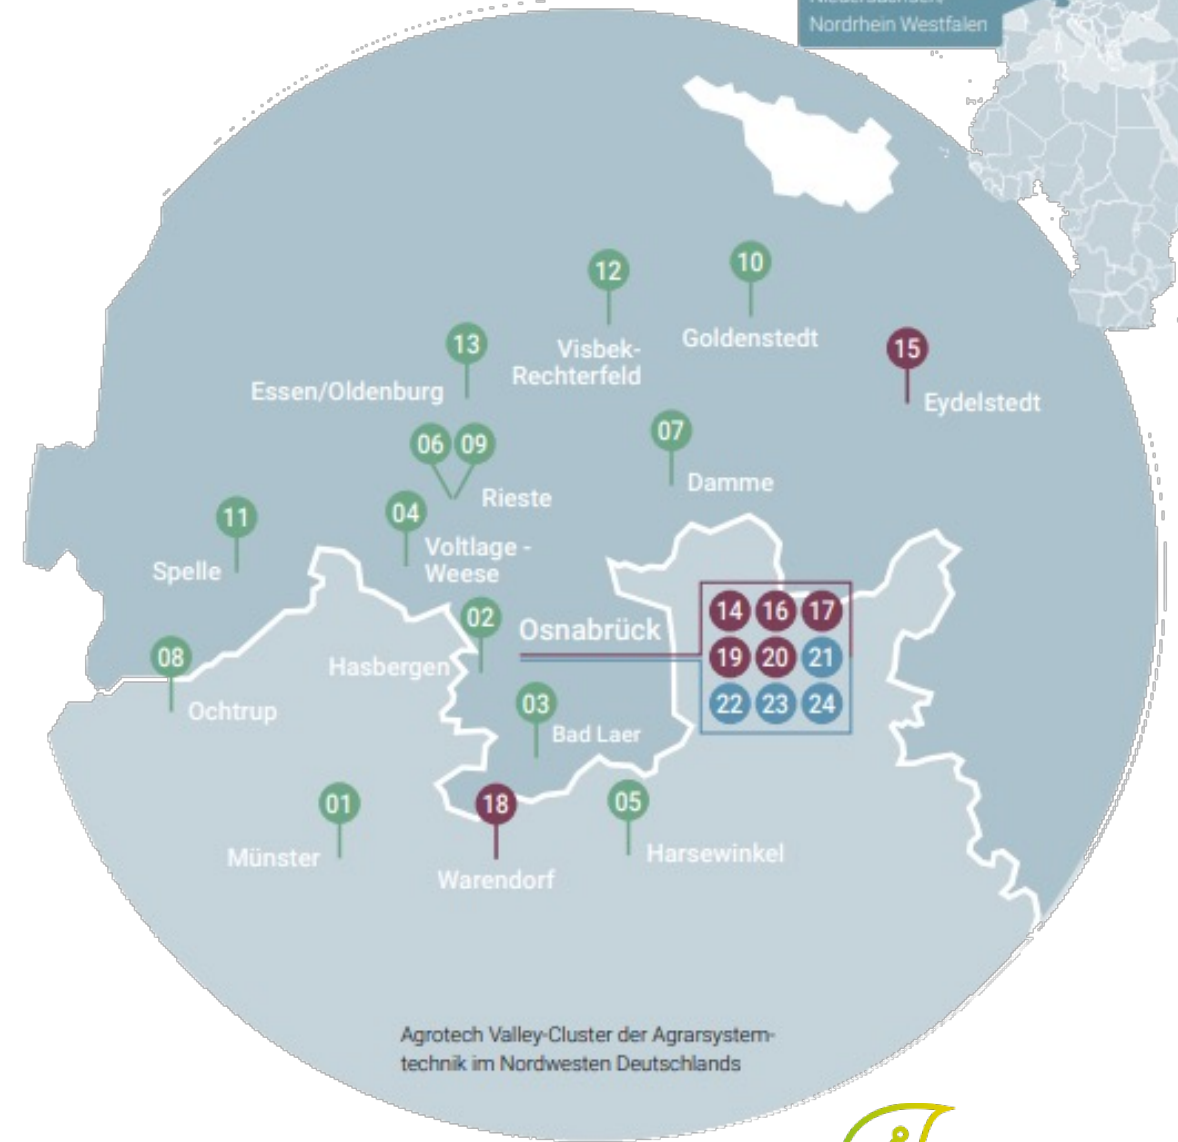 Nordrhein Westfalen
12
10
Goldenstedt
13
Visbek-
Rechterfeld
15
Essen/Oldenburg
Eydelstedt
06 09
07
Rieste
Damme
11
04
Spelle
Voltlage -
Weese
02
Osnabrück
14 16 17
19 20 21
22 23 24
08
Hasbergen
Ochtrup
03
Bad Laer
01
18
05
Münster
Warendorf
Harsewinkel
Agrotech Valley-Cluster der Agrarsystem-
technik im Nordwesten Deutschlands